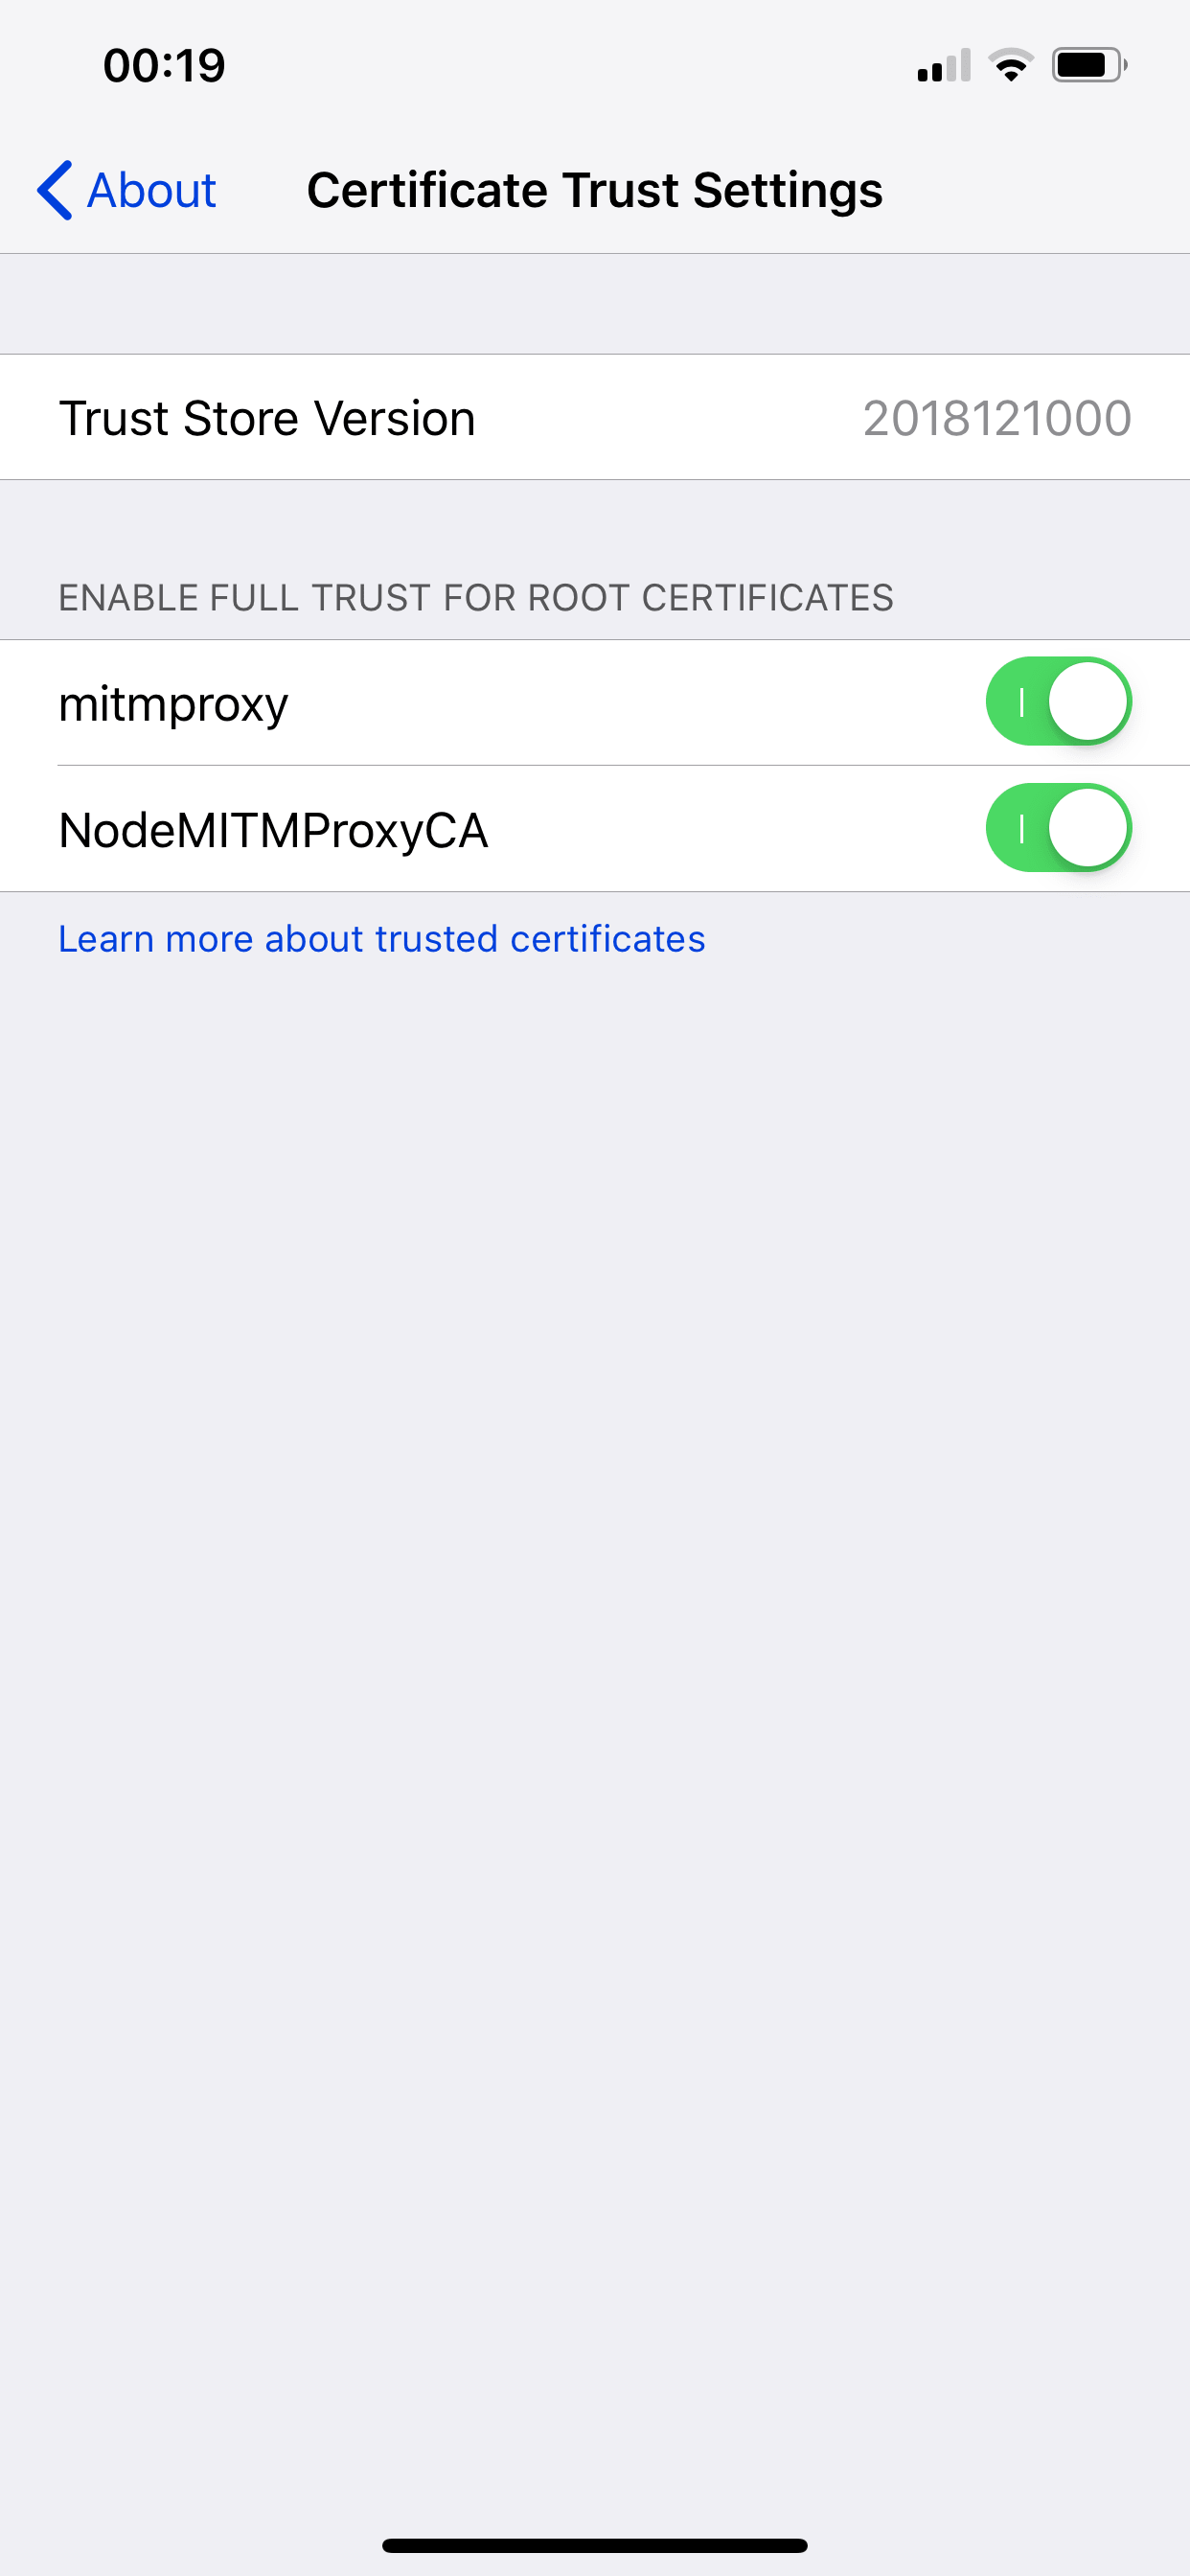 00:19
About
Certificate Trust Settings
Trust Store Version 2018121000
ENABLE FULL TRUST FOR ROOT CERTIFICATES
mitmproxy
NodeMITMProxyCA
Learn more about trusted certificates